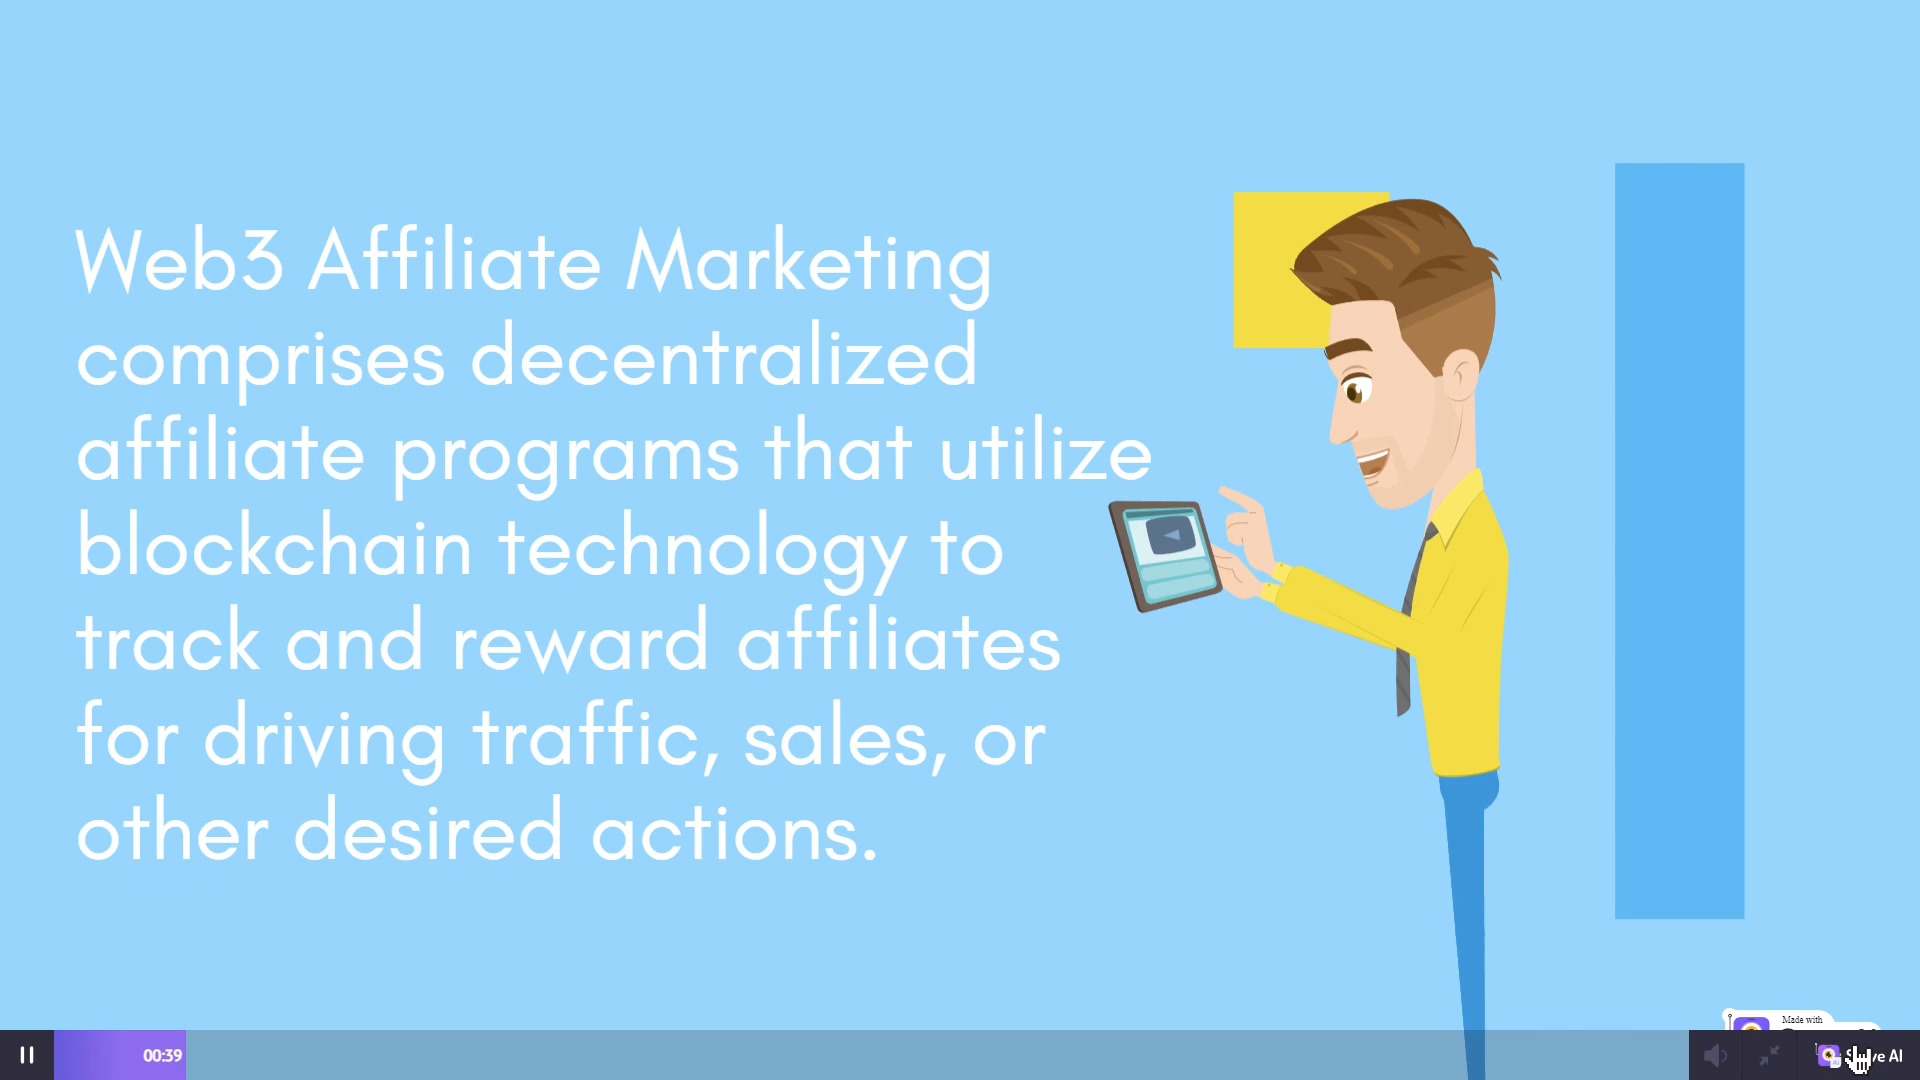 Web3 Affiliate Marketing
comprises decentralized
affiliate programs that utilize
blockchain technology to
track and reward affiliates
for driving traffic, sales, or
other desired actions.
Made with
00:39
AI